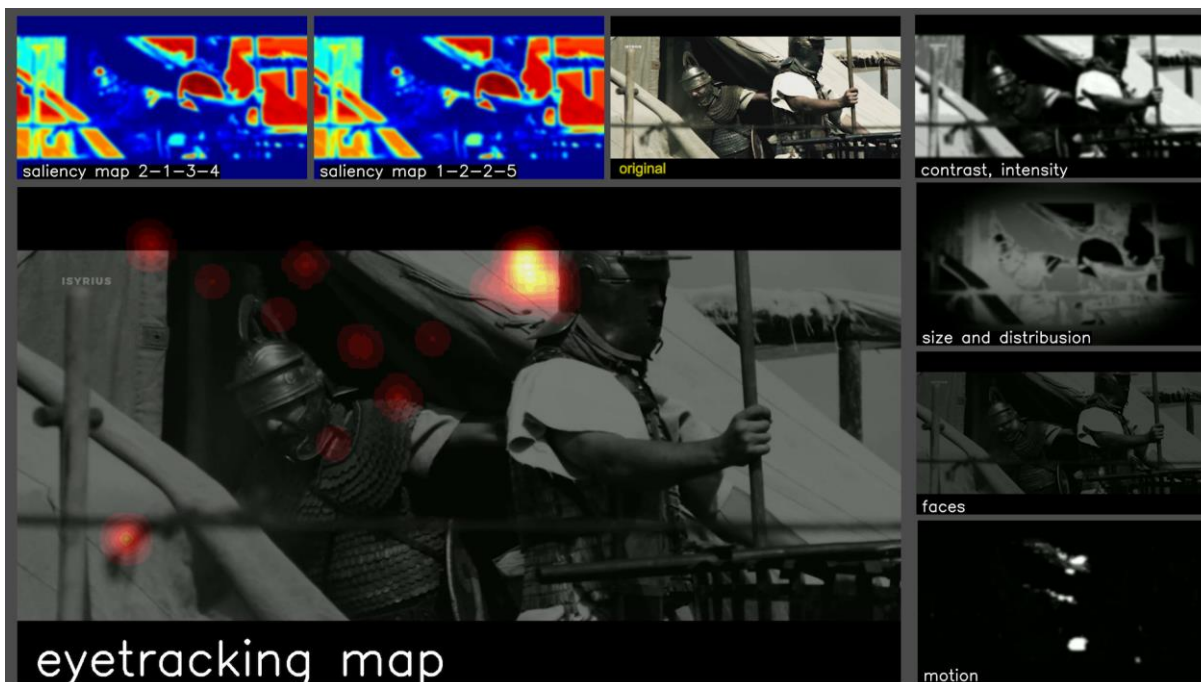 saliency map 2-1-3-4
saliency map 1-2-2-5
original
contrast, intensity
ISYRIUS
size and distribusion
faces
eyetracking map
motion